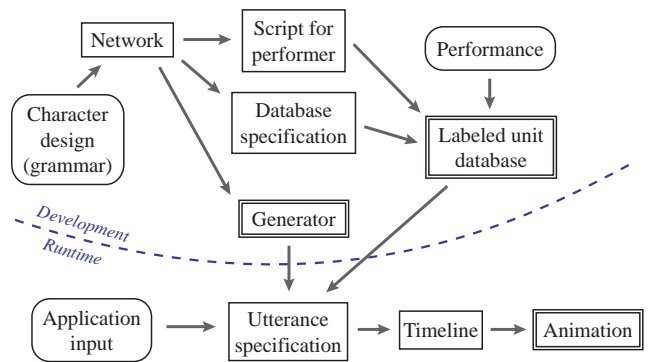 Network
Script for
performer
Performance
Character
design
(grammar)
Database
specification
Labeled unit
database
Generator
Development
Runtime
Application
input
Utterance
specification
Timeline
Animation